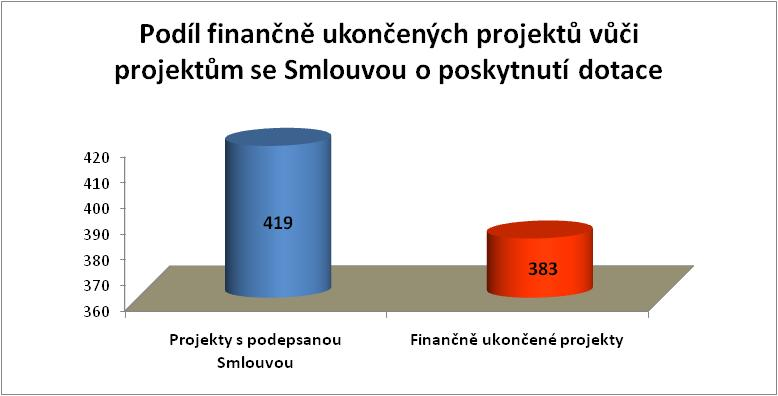 Podíl finančně ukončených projektů vůči
projektům se Smlouvou o poskytnutí dotace
420
410
400
390
380
370
360
419
383
Projekty s podepsanou
Smlouvou
Finančně ukončené projekty